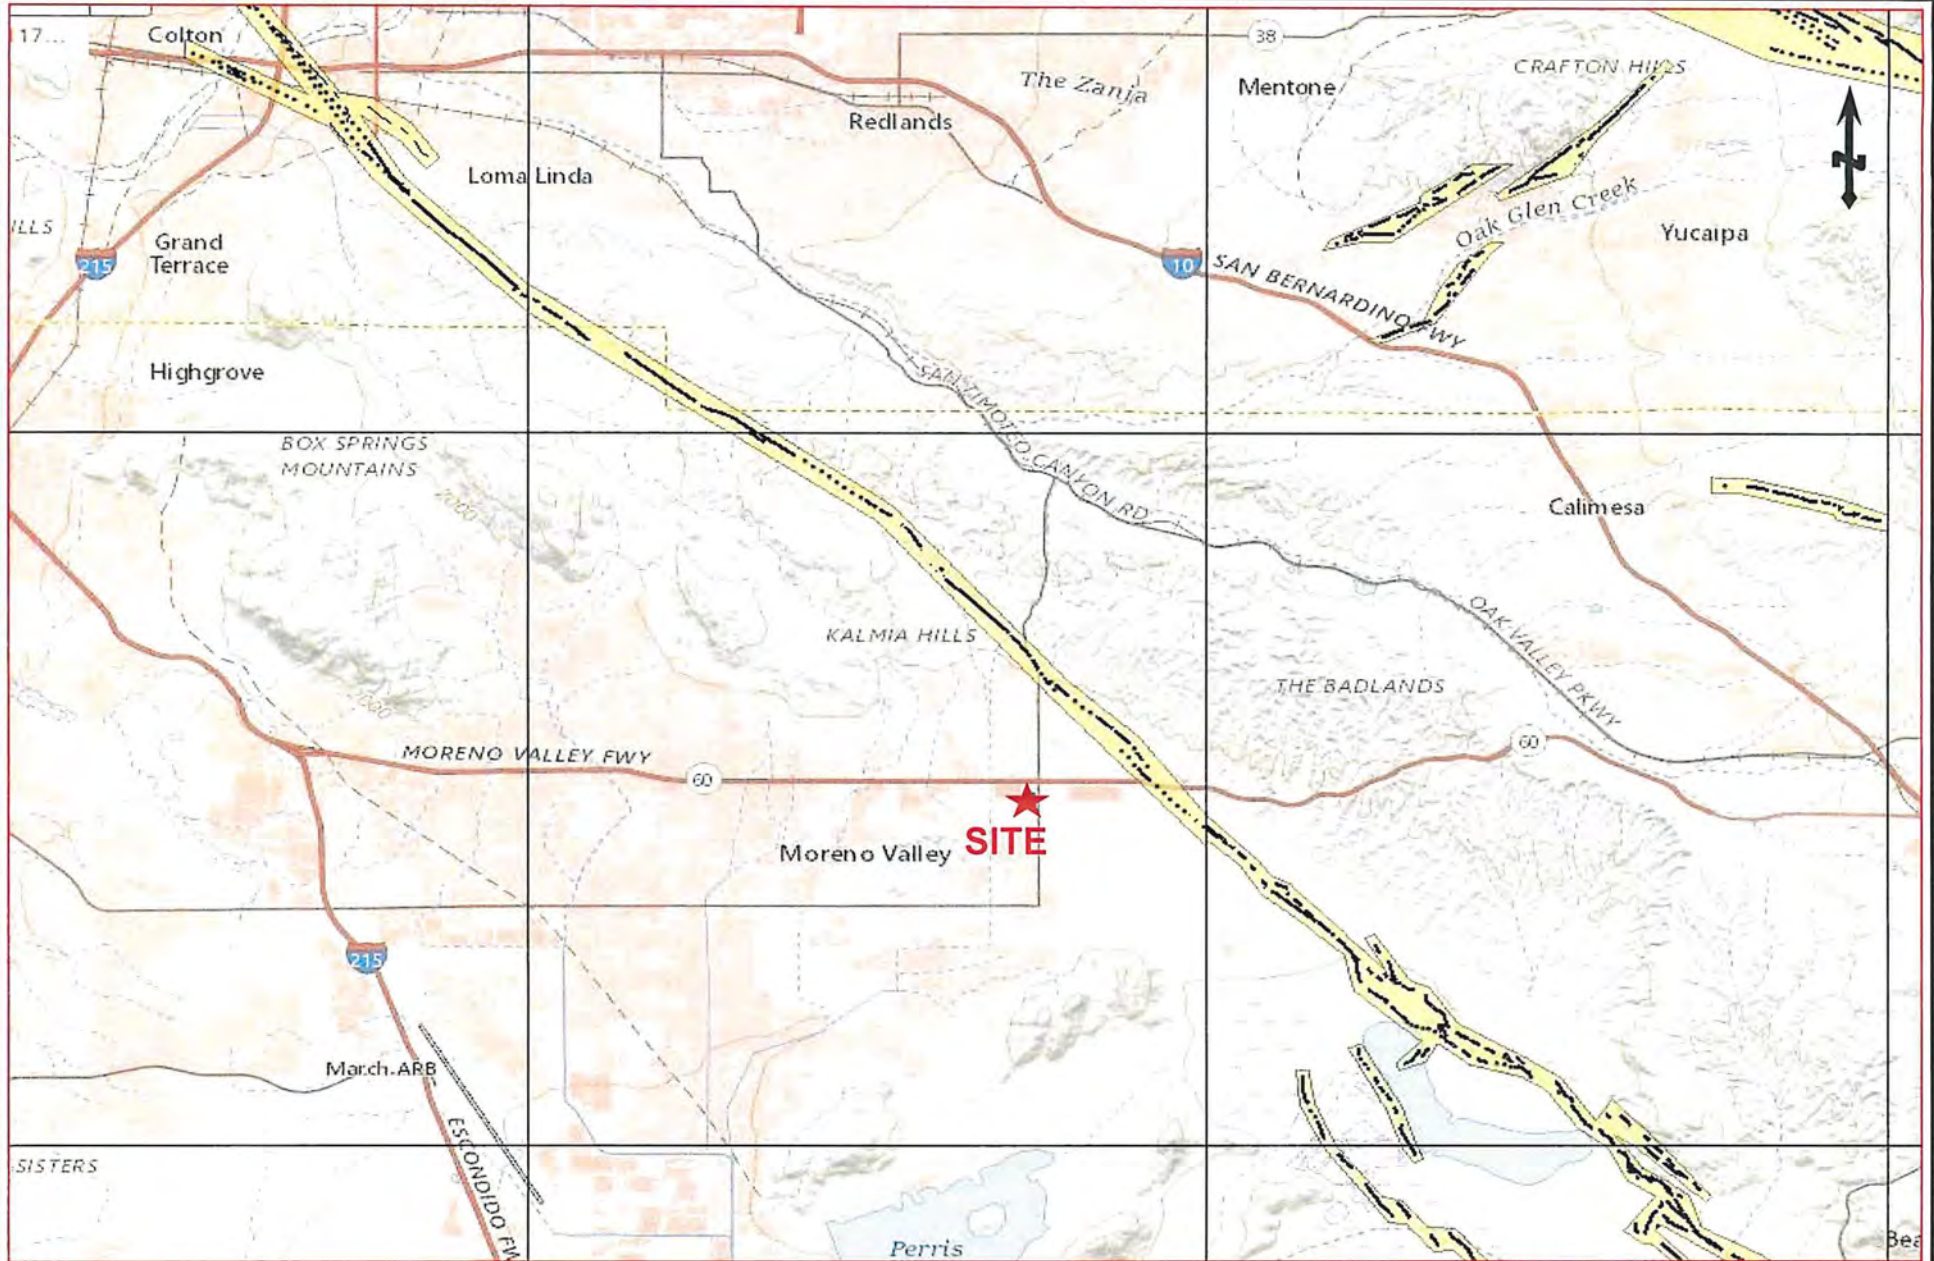 17...
Colton
38
CRAFTON HILLS
The Zanja
Mentone
Redlands
Loma Linda
Oak Glen Creek
ILLS
Grand
Terrace
Yucaipa
215
10
SAN BERNARDINO FWY
N
Highgrove
SAN TIMOTEO CANYON RD
BOX SPRINGS
MOUNTAINS
2000
Calimesa
KALMIA HILLS
OAK VALLEY PKWY
THE BADLANDS
MORENO VALLEY FWY
60
60
SITE
Moreno Valley
215
March ARB
ESCONDIDO FW
SISTERS
Perris
Bea